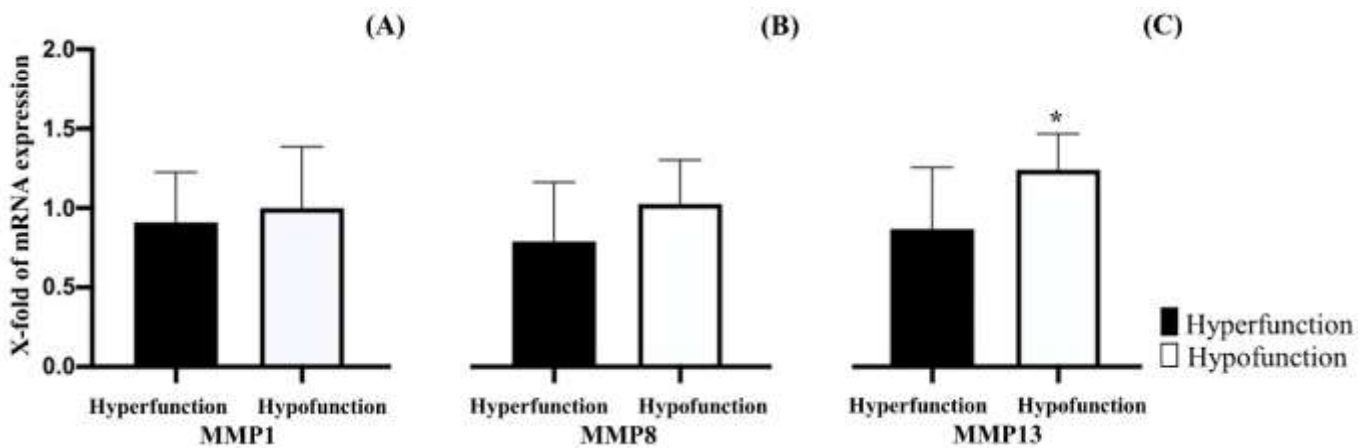 (A) (B) (C)
X-fold of mRNA expression
2.0
1.5
1.0
0.5
0.0
*
Hyperfunction Hypofunction Hyperfunction Hypofunction Hyperfunction Hypofunction
MMP1 MMP8 MMP13
Hyperfunction
Hypofunction